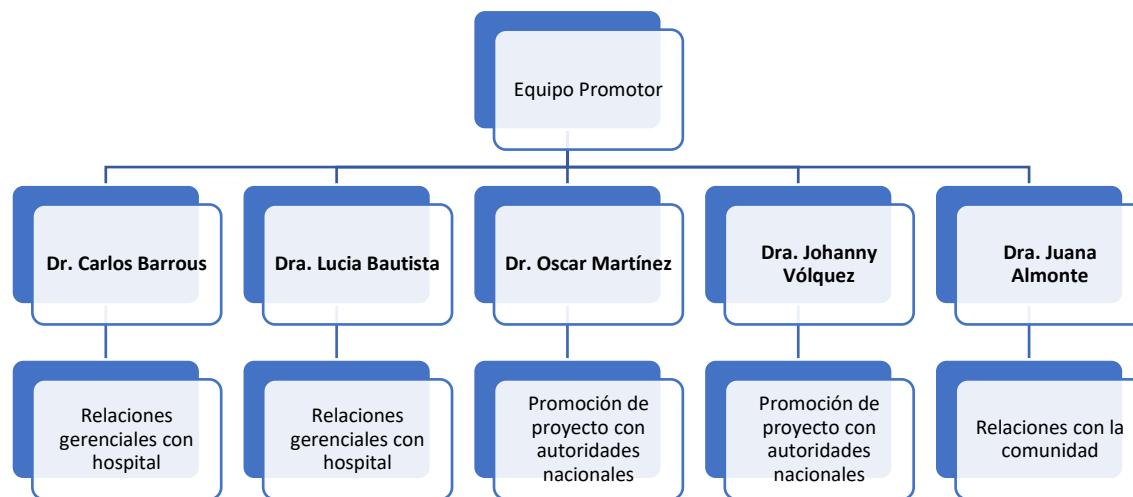 Equipo Promotor
Dr. Carlos Barrous
Dra. Lucia Bautista
Dr. Oscar Martínez
Dra. Johanny
Vólquez
Dra. Juana
Almonte
Relaciones
gerenciales con
hospital
Relaciones
gerenciales con
hospital
Promoción de
proyecto con
autoridades
nacionales
Promoción de
proyecto con
autoridades
nacionales
Relaciones con la
comunidad